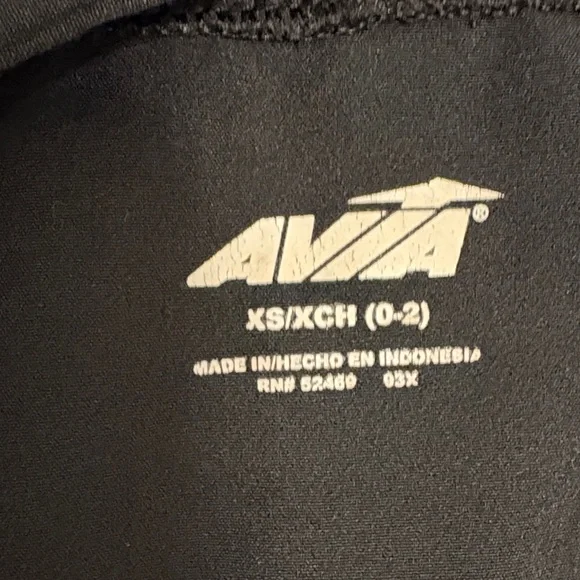 AVIA®
XS/XCH (0-2)
MADE IN/HECHO EN INDONESIA
RN# 52469 03X